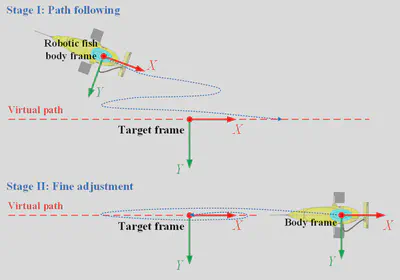 Stage I: Path following
Robotic fish
body frame
X
Y
Virtual path
Target frame
X
Y
Stage II: Fine adjustment
Virtual path
Target frame
X
Body frame
X
Y
Y